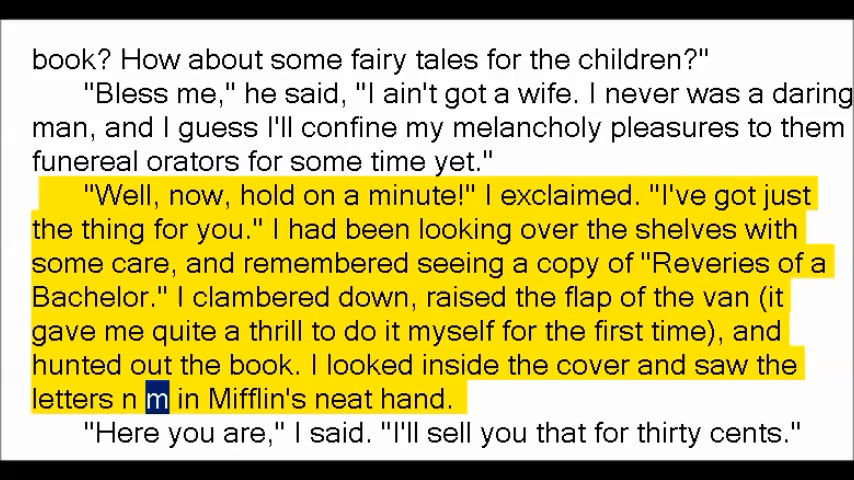 book? How about some fairy tales for the children?"
"Bless me," he said, "I ain't got a wife. I never was a daring
man, and I guess I'll confine my melancholy pleasures to them
funereal orators for some time yet."
"Well, now, hold on a minute!" I exclaimed. "I've got just
the thing for you." I had been looking over the shelves with
some care, and remembered seeing a copy of "Reveries of a
Bachelor." I clambered down, raised the flap of the van (it
gave me quite a thrill to do it myself for the first time), and
hunted out the book. I looked inside the cover and saw the
letters n m in Mifflin's neat hand.
"Here you are," I said. "I'll sell you that for thirty cents."